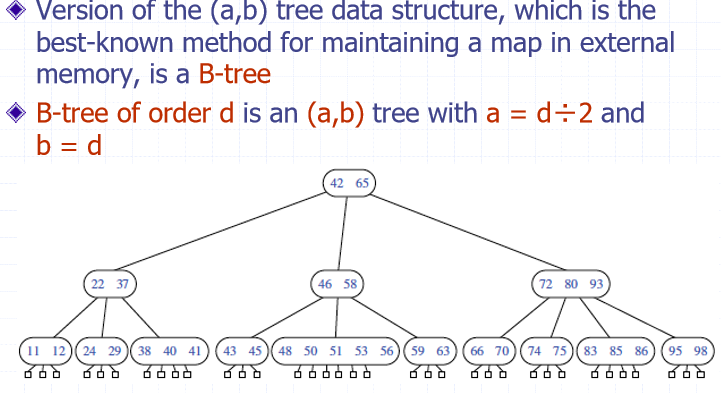 Version of the (a,b) tree data structure, which is the
best-known method for maintaining a map in external
memory, is a B-tree
B-tree of order d is an (a,b) tree with a = d÷2 and
b = d
42 65
22 37 46 58 72 80 93
11 12 24 29 38 40 41 43 45 48 50 51 53 56 59 63 66 70 74 75 83 85 86 95 98